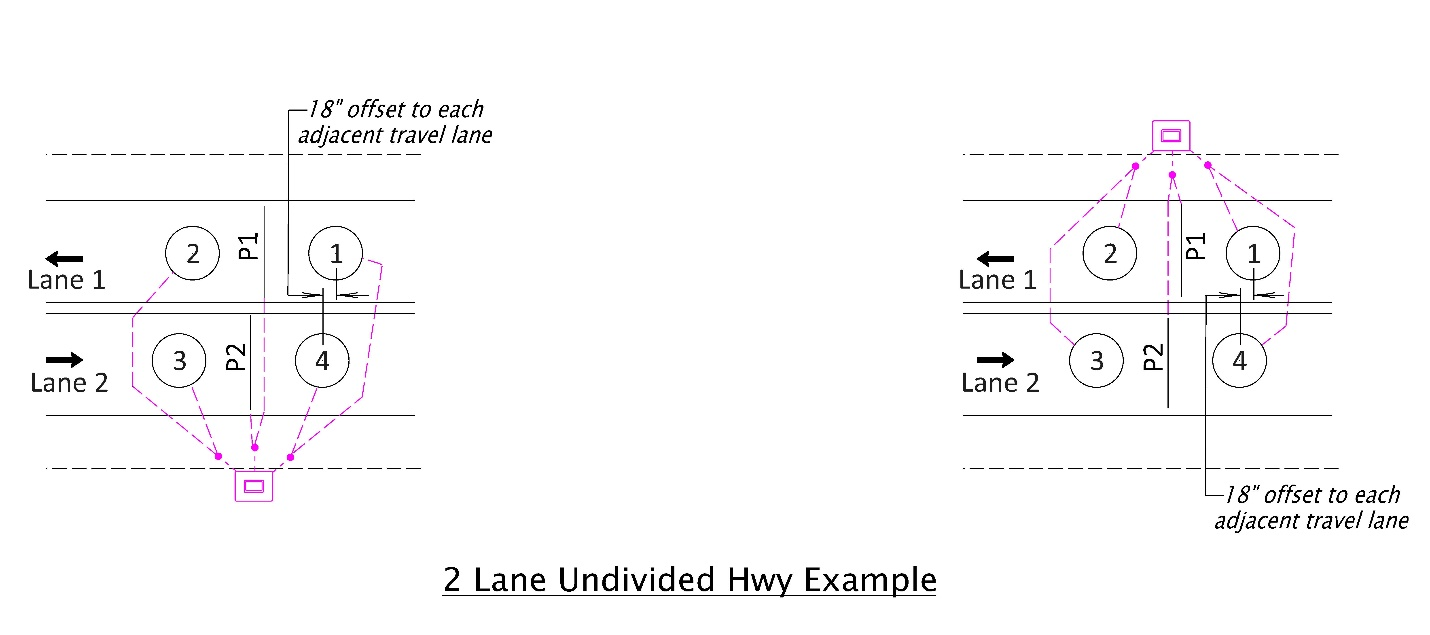 18" offset to each
adjacent travel lane
2
P1
1
Lane 1
3
P2
4
Lane 2
2
P1
1
Lane 1
3
P2
4
Lane 2
18" offset to each
adjacent travel lane
2 Lane Undivided Hwy Example